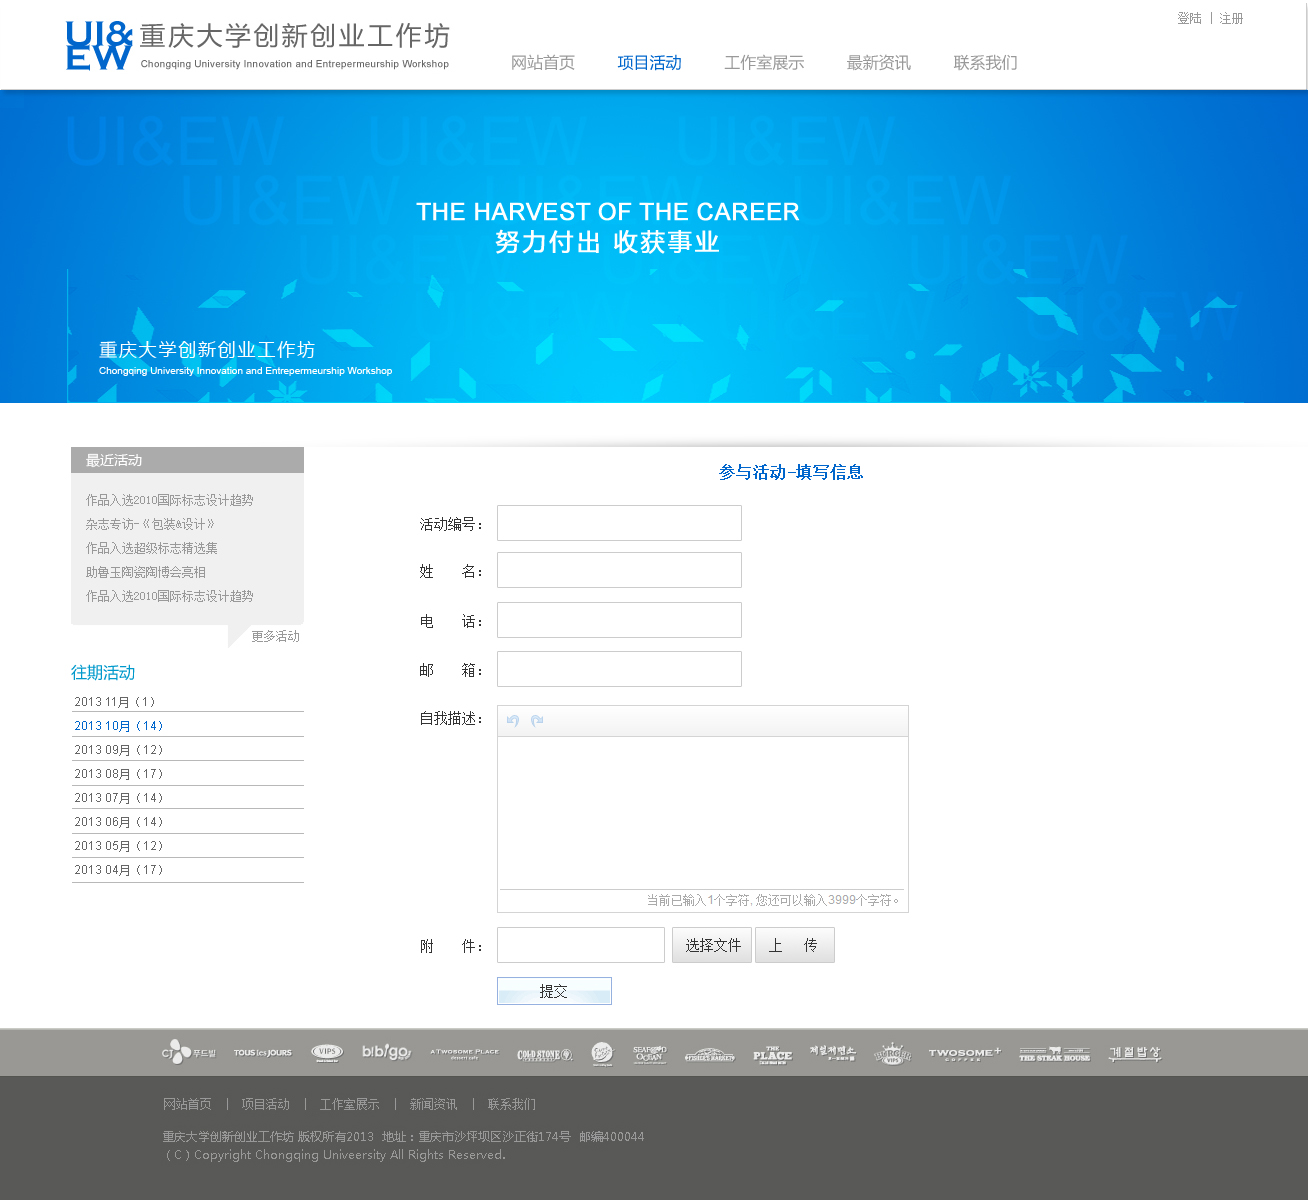 登陆 | 注册
UI&
EW
重庆大学创新创业工作坊
Chongqing University Innovation and Entrepermeurship Workshop
网站首页 项目活动 工作室展示 最新资讯 联系我们
UI&EW UI&EW UI&EW
UI&EW UI&EW UI&EW
THE HARVEST OF THE CAREER
努力付出 收获事业
UI&EW UI&EW UI&EW
UI&EW UI&EW UI&EW
重庆大学创新创业工作坊
Chongqing University Innovation and Entrepermeurship Workshop
最近活动
作品入选2010国际标志设计趋势
杂志专访-《包装&设计》
作品入选超级标志精选集
助鲁玉陶瓷陶博会亮相
作品入选2010国际标志设计趋势
更多活动
往期活动
2013 11月（1）
2013 10月（14）
2013 09月（12）
2013 08月（17）
2013 07月（14）
2013 06月（14）
2013 05月（12）
2013 04月（17）
参与活动-填写信息
活动编号：
姓 名：
电 话：
邮 箱：
自我描述：
当前已输入1个字符, 您还可以输入3999个字符。
附 件：
选择文件
上 传
提交
CJ 푸드빌 TOUS les JOURS VIPS bibigo A TWOSOME PLACE COLD STONE SEAFOOD OCEAN FISHER'S MARKET THE PLACE 제일제면소 BURGER VIPS TWOSOME+ COFFEE THE STEAK HOUSE 계절밥상
网站首页 | 项目活动 | 工作室展示 | 新闻资讯 | 联系我们
重庆大学创新创业工作坊 版权所有2013 地址：重庆市沙坪坝区沙正街174号 邮编400044
（C）Copyright Chongqing Univeersity All Rights Reserved.